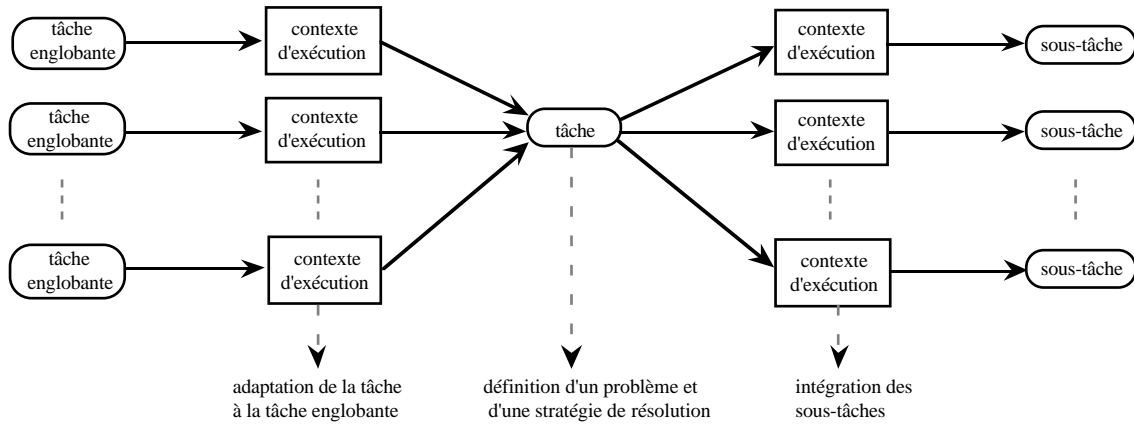 tâche
englobante
contexte
d'exécution
contexte
d'exécution
sous-tâche
tâche
englobante
contexte
d'exécution
tâche
contexte
d'exécution
sous-tâche
tâche
englobante
contexte
d'exécution
contexte
d'exécution
sous-tâche
adaptation de la tâche
à la tâche englobante
définition d'un problème et
d'une stratégie de résolution
intégration des
sous-tâches